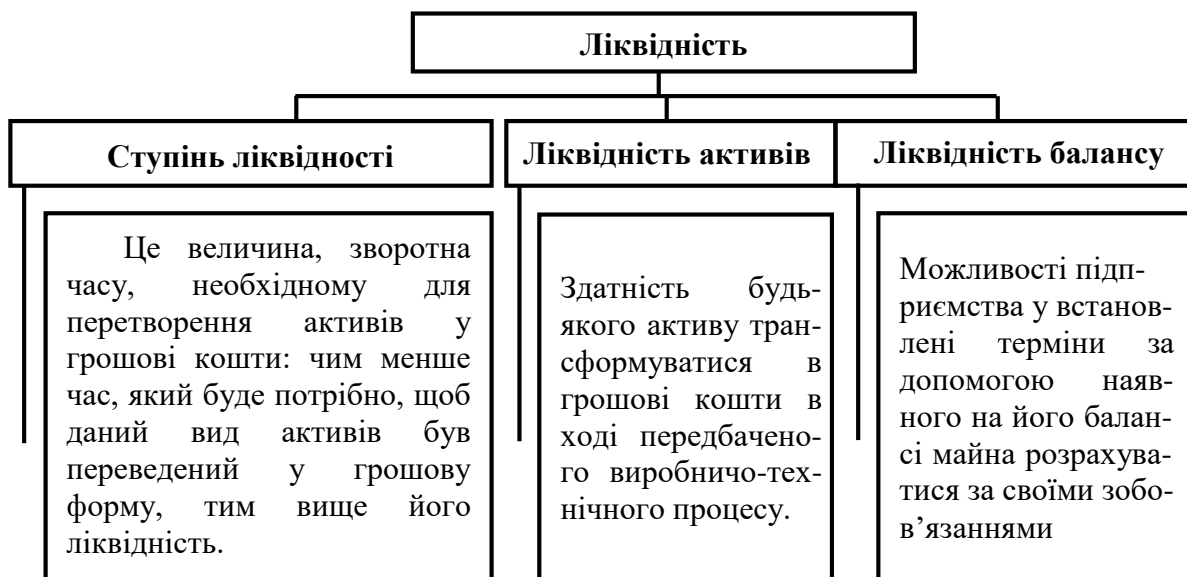 Ліквідність
Ступінь ліквідності
Ліквідність активів
Ліквідність балансу
Це величина, зворотна
часу, необхідному для
перетворення активів у
грошові кошти: чим менше
час, який буде потрібно, щоб
даний вид активів був
переведений у грошову
форму, тим вище його
ліквідність.
Здатність будь-
якого активу тран-
сформуватися в
грошові кошти в
ході передбачено-
го виробничо-тех-
нічного процесу.
Можливості підп-
риємства у встанов-
лені терміни за
допомогою наяв-
ного на його балан-
сі майна розрахува-
тися за своїми зобо-
в’язаннями